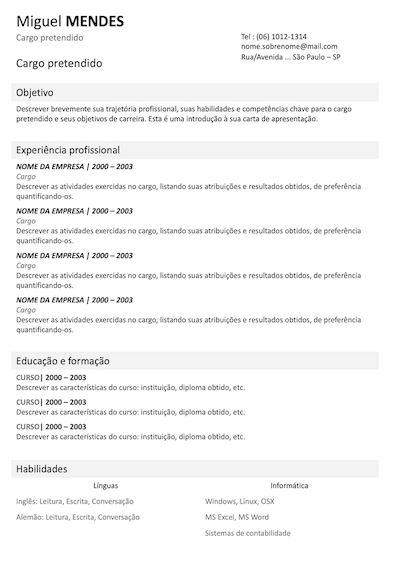 Miguel MENDES
Cargo pretendido
Tel : (06) 1012-1314
nome.sobrenome@mail.com
Rua/Avenida ... São Paulo – SP
Cargo pretendido
Objetivo
Descrever brevemente sua trajetória profissional, suas habilidades e competências chave para o cargo
pretendido e seus objetivos de carreira. Esta é uma introdução à sua carta de apresentação.
Experiência profissional
NOME DA EMPRESA | 2000 – 2003
Cargo
Descrever as atividades exercidas no cargo, listando suas atribuições e resultados obtidos, de preferência
quantificando-os.
NOME DA EMPRESA | 2000 – 2003
Cargo
Descrever as atividades exercidas no cargo, listando suas atribuições e resultados obtidos, de preferência
quantificando-os.
NOME DA EMPRESA | 2000 – 2003
Cargo
Descrever as atividades exercidas no cargo, listando suas atribuições e resultados obtidos, de preferência
quantificando-os.
NOME DA EMPRESA | 2000 – 2003
Cargo
Descrever as atividades exercidas no cargo, listando suas atribuições e resultados obtidos, de preferência
quantificando-os.
Educação e formação
CURSO| 2000 – 2003
Descrever as características do curso: instituição, diploma obtido, etc.
CURSO| 2000 – 2003
Descrever as características do curso: instituição, diploma obtido, etc.
CURSO| 2000 – 2003
Descrever as características do curso: instituição, diploma obtido, etc.
Habilidades
Línguas
Inglês: Leitura, Escrita, Conversação
Alemão: Leitura, Escrita, Conversação
Informática
Windows, Linux, OSX
MS Excel, MS Word
Sistemas de contabilidade